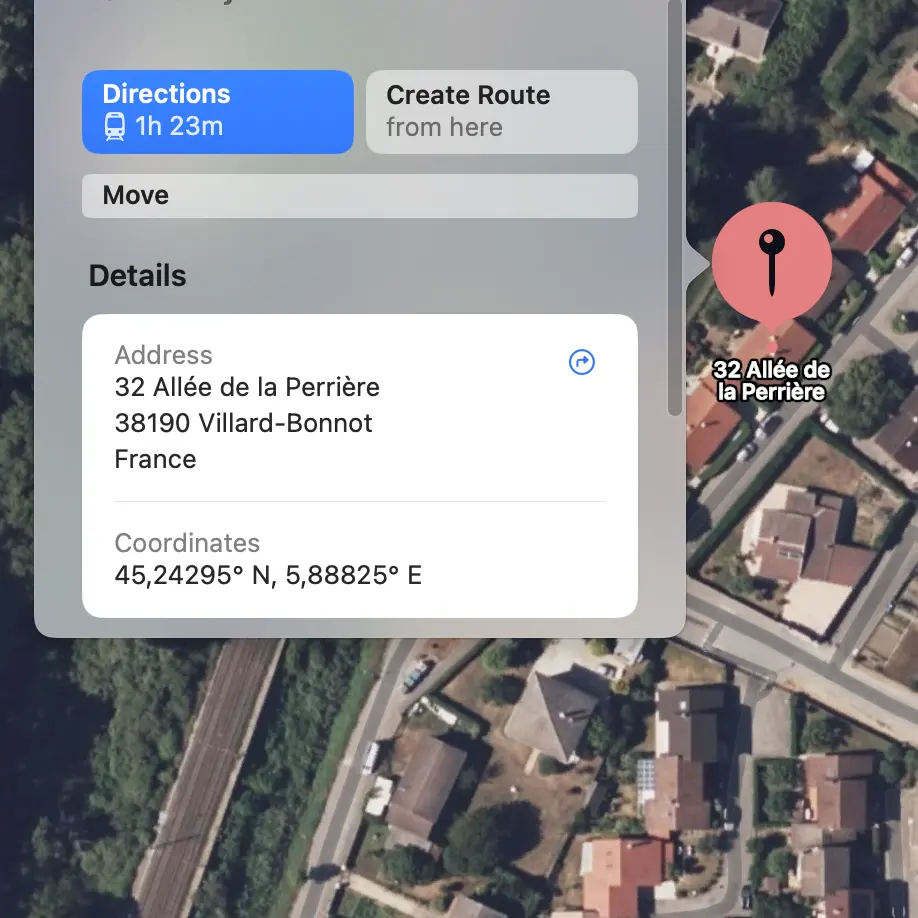 Directions
1h 23m
Create Route
from here
Move
Details
Address
32 Allée de la Perrière
38190 Villard-Bonnot
France
Coordinates
45,24295° N, 5,88825° E
32 Allée de
la Perrière